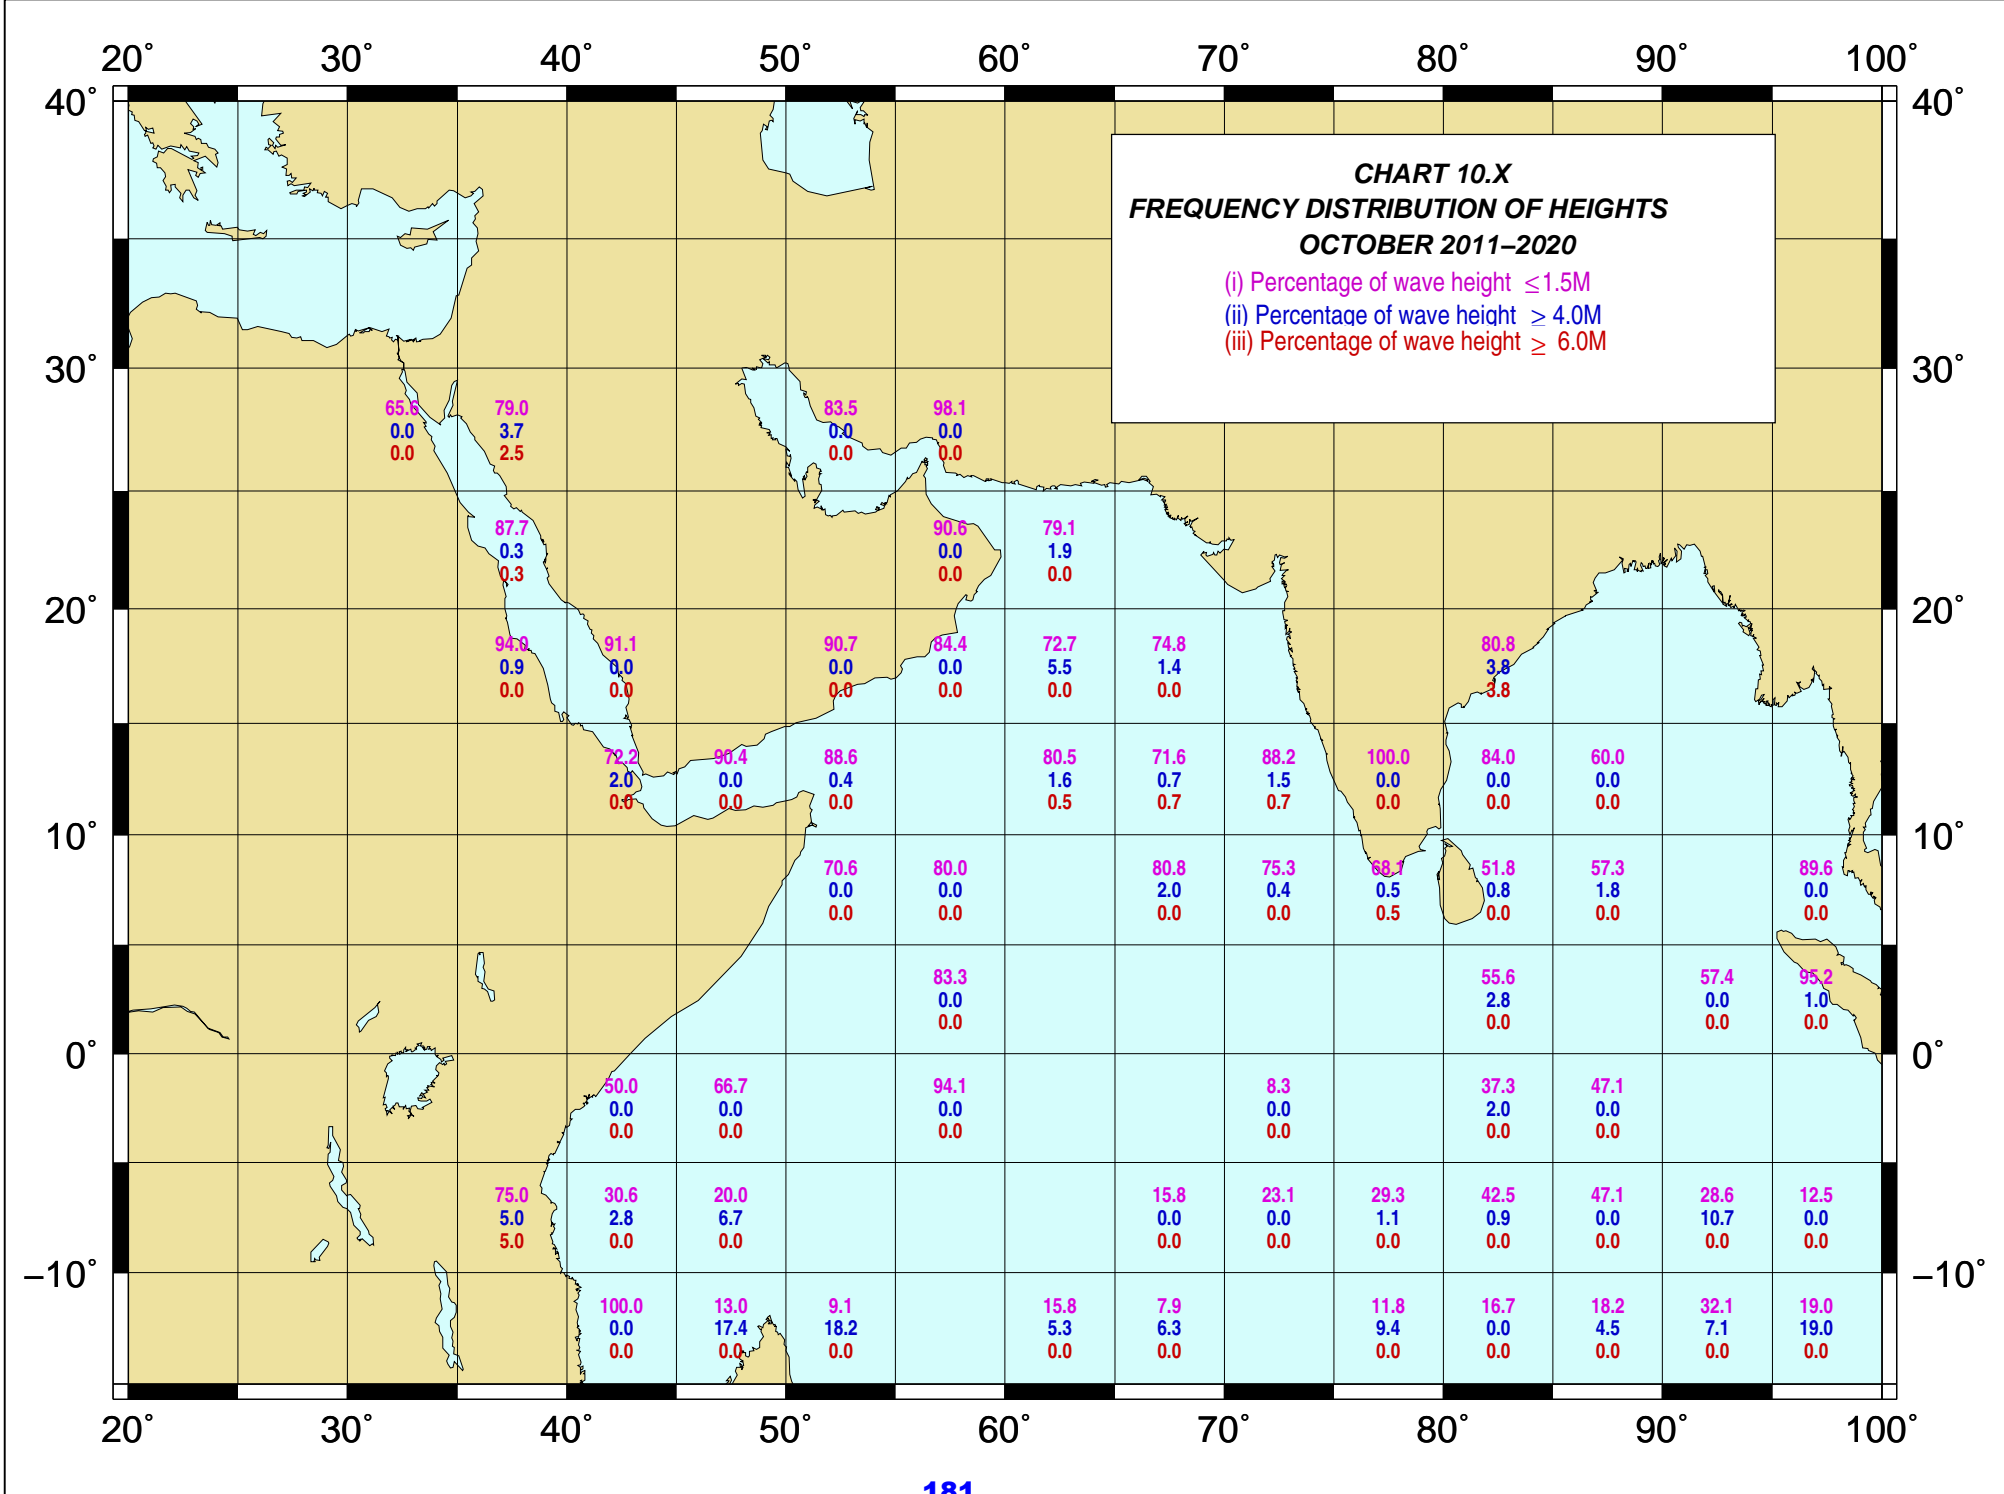 20° 30° 40° 50° 60° 70° 80° 90° 100°
40° 40°
CHART 10.X
FREQUENCY DISTRIBUTION OF HEIGHTS
OCTOBER 2011–2020
(i) Percentage of wave height ≤1.5M
(ii) Percentage of wave height ≥ 4.0M
(iii) Percentage of wave height ≥ 6.0M
30° 30°
65.6 79.0 83.5 98.1
0.0 3.7 0.0 0.0
0.0 2.5 0.0 0.0
87.7 90.6 79.1
0.3 0.0 1.9
0.3 0.0 0.0
20° 20°
94.0 91.1 90.7 84.4 72.7 74.8 80.8
0.9 0.0 0.0 0.0 5.5 1.4 3.8
0.0 0.0 0.0 0.0 0.0 0.0 3.8
72.2 90.4 88.6 80.5 71.6 88.2 100.0 84.0 60.0
2.0 0.0 0.4 1.6 0.7 1.5 0.0 0.0 0.0
0.0 0.0 0.0 0.5 0.7 0.7 0.0 0.0 0.0
10° 10°
70.6 80.0 80.8 75.3 68.1 51.8 57.3 89.6
0.0 0.0 2.0 0.4 0.5 0.8 1.8 0.0
0.0 0.0 0.0 0.0 0.5 0.0 0.0 0.0
83.3 55.6 57.4 95.2
0.0 2.8 0.0 1.0
0.0 0.0 0.0 0.0
0° 0°
50.0 66.7 94.1 8.3 37.3 47.1
0.0 0.0 0.0 0.0 2.0 0.0
0.0 0.0 0.0 0.0 0.0 0.0
75.0 30.6 20.0 15.8 23.1 29.3 42.5 47.1 28.6 12.5
5.0 2.8 6.7 0.0 0.0 1.1 0.9 0.0 10.7 0.0
5.0 0.0 0.0 0.0 0.0 0.0 0.0 0.0 0.0 0.0
–10° –10°
100.0 13.0 9.1 15.8 7.9 11.8 16.7 18.2 32.1 19.0
0.0 17.4 18.2 5.3 6.3 9.4 0.0 4.5 7.1 19.0
0.0 0.0 0.0 0.0 0.0 0.0 0.0 0.0 0.0 0.0
20° 30° 40° 50° 60° 70° 80° 90° 100°
181